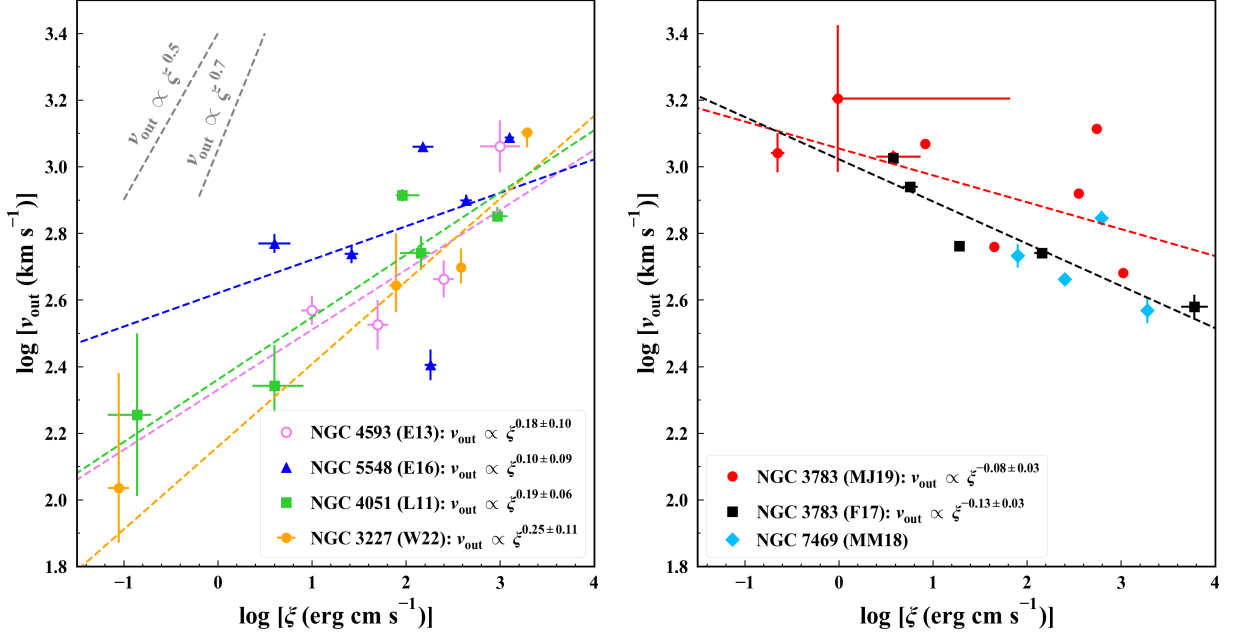 3.4
3.2
3.0
2.8
2.6
2.4
2.2
2.0
1.8
log [v_out (km s⁻¹)]
v_out ∝ ξ^0.5
v_out ∝ ξ^0.7
NGC 4593 (E13): v_out ∝ ξ^0.18±0.10
NGC 5548 (E16): v_out ∝ ξ^0.10±0.09
NGC 4051 (L11): v_out ∝ ξ^0.19±0.06
NGC 3227 (W22): v_out ∝ ξ^0.25±0.11
−1 0 1 2 3 4
log [ξ (erg cm s⁻¹)]
3.4
3.2
3.0
2.8
2.6
2.4
2.2
2.0
1.8
log [v_out (km s⁻¹)]
NGC 3783 (MJ19): v_out ∝ ξ^−0.08±0.03
NGC 3783 (F17): v_out ∝ ξ^−0.13±0.03
NGC 7469 (MM18)
−1 0 1 2 3 4
log [ξ (erg cm s⁻¹)]